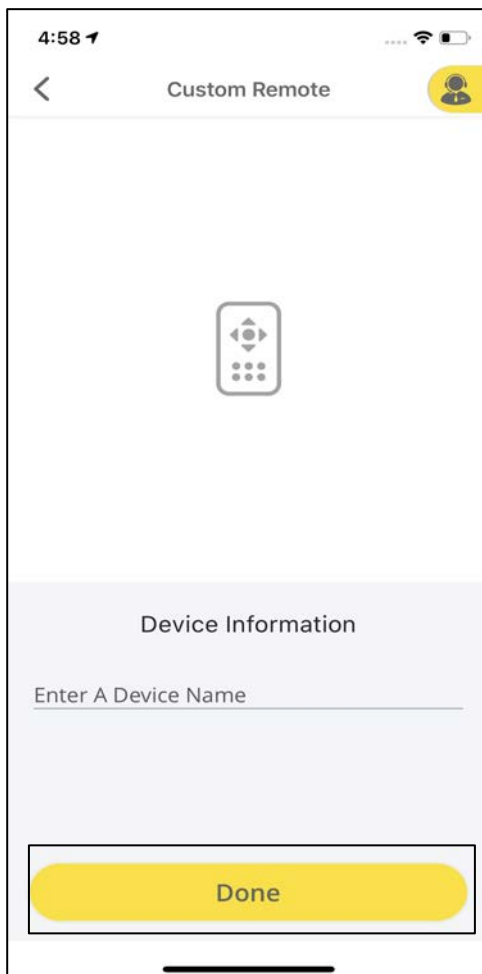 4:58
Custom Remote
Device Information
Enter A Device Name
Done